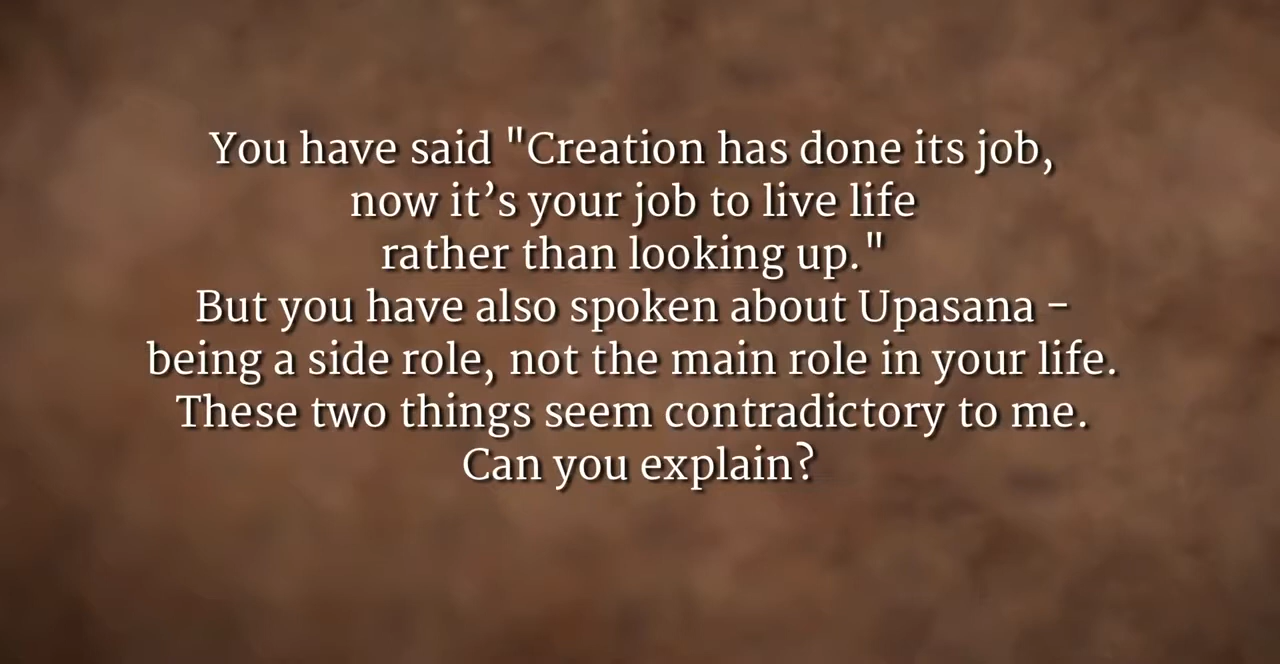 You have said "Creation has done its job,
now it’s your job to live life
rather than looking up."
But you have also spoken about Upasana -
being a side role, not the main role in your life.
These two things seem contradictory to me.
Can you explain?